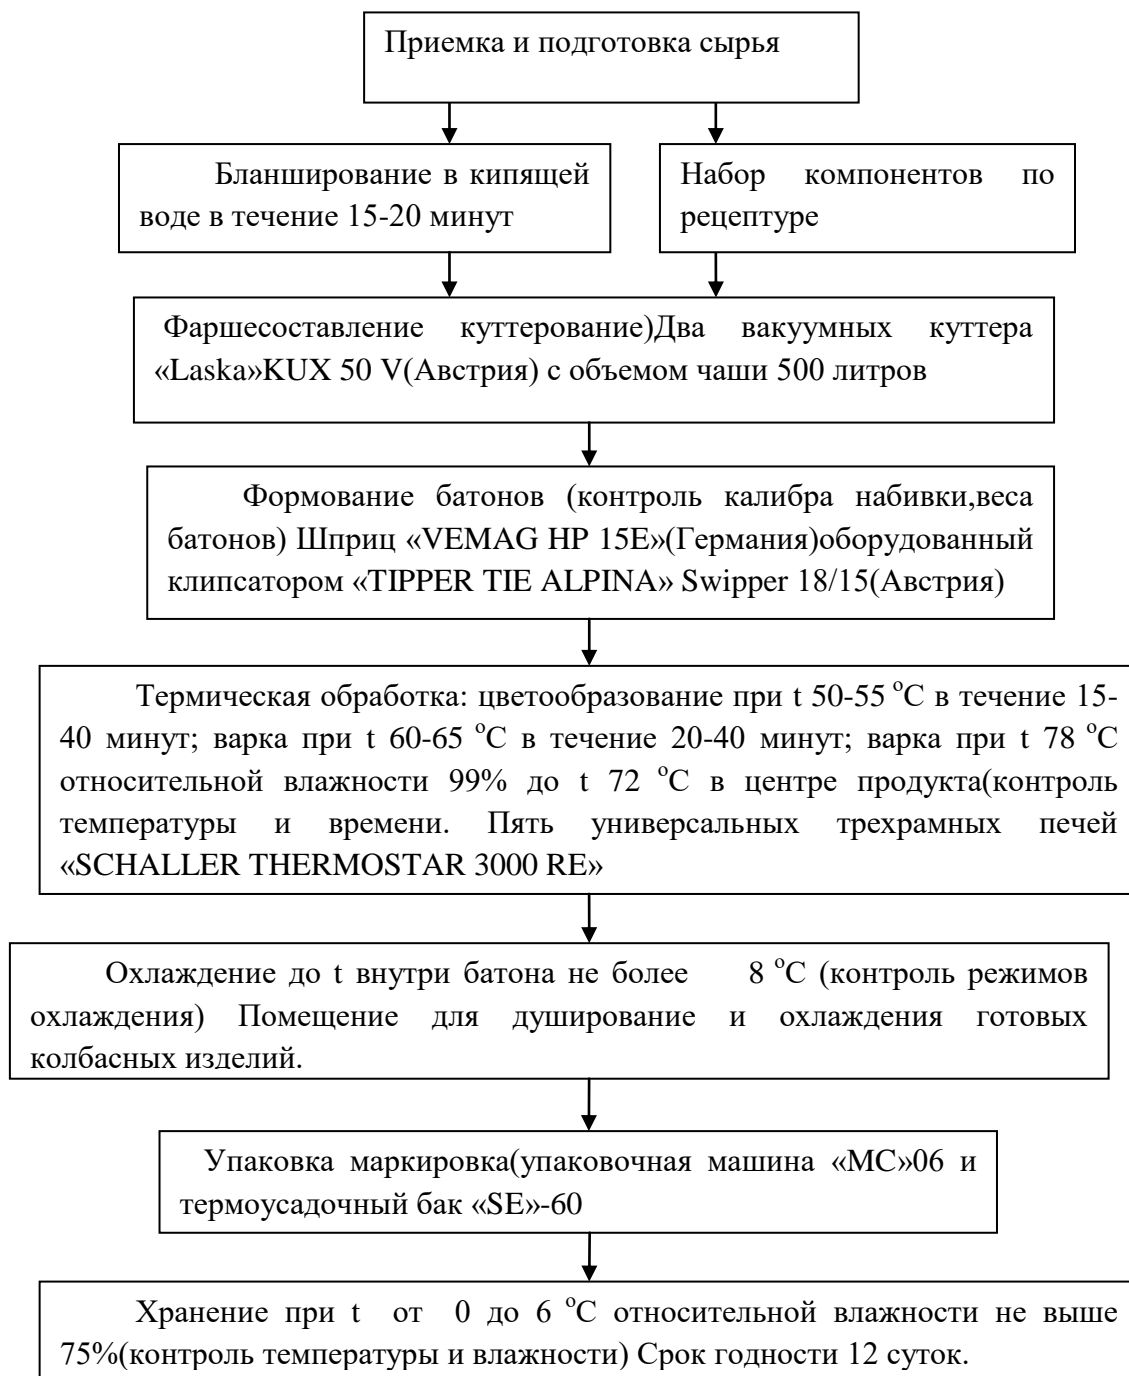 Приемка и подготовка сырья
Бланширование в кипящей
воде в течение 15-20 минут
Набор компонентов по
рецептуре
Фаршесоставление куттерование)Два вакуумных куттера
«Laska»KUX 50 V(Австрия) с объемом чаши 500 литров
Формование батонов (контроль калибра набивки,веса
батонов) Шприц «VEMAG HP 15E»(Германия)оборудованный
клипсатором «TIPPER TIE ALPINA» Swipper 18/15(Австрия)
Термическая обработка: цветообразование при t 50-55 °С в течение 15-
40 минут; варка при t 60-65 °С в течение 20-40 минут; варка при t 78 °С
относительной влажности 99% до t 72 °С в центре продукта(контроль
температуры и времени. Пять универсальных трехрамных печей
«SCHALLER THERMOSTAR 3000 RE»
Охлаждение до t внутри батона не более 8 °С (контроль режимов
охлаждения) Помещение для душирование и охлаждения готовых
колбасных изделий.
Упаковка маркировка(упаковочная машина «МС»06 и
термоусадочный бак «SE»-60
Хранение при t от 0 до 6 °С относительной влажности не выше
75%(контроль температуры и влажности) Срок годности 12 суток.